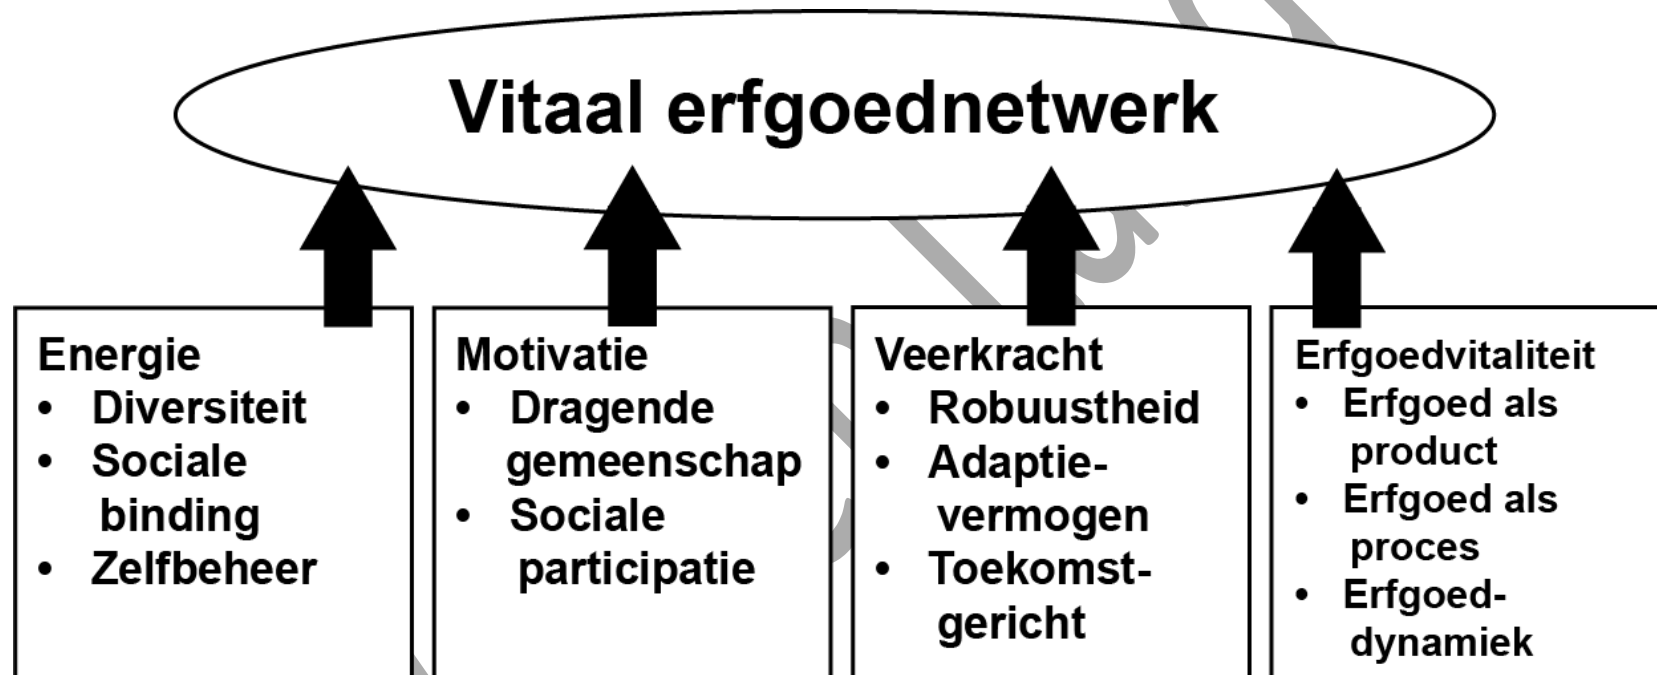 Vitaal erfgoednetwerk
Energie
• Diversiteit
• Sociale
binding
• Zelfbeheer
Motivatie
• Dragende
gemeenschap
• Sociale
participatie
Veerkracht
• Robuustheid
• Adaptie-
vermogen
• Toekomst-
gericht
Erfgoedvitaliteit
• Erfgoed als
product
• Erfgoed als
proces
• Erfgoed-
dynamiek